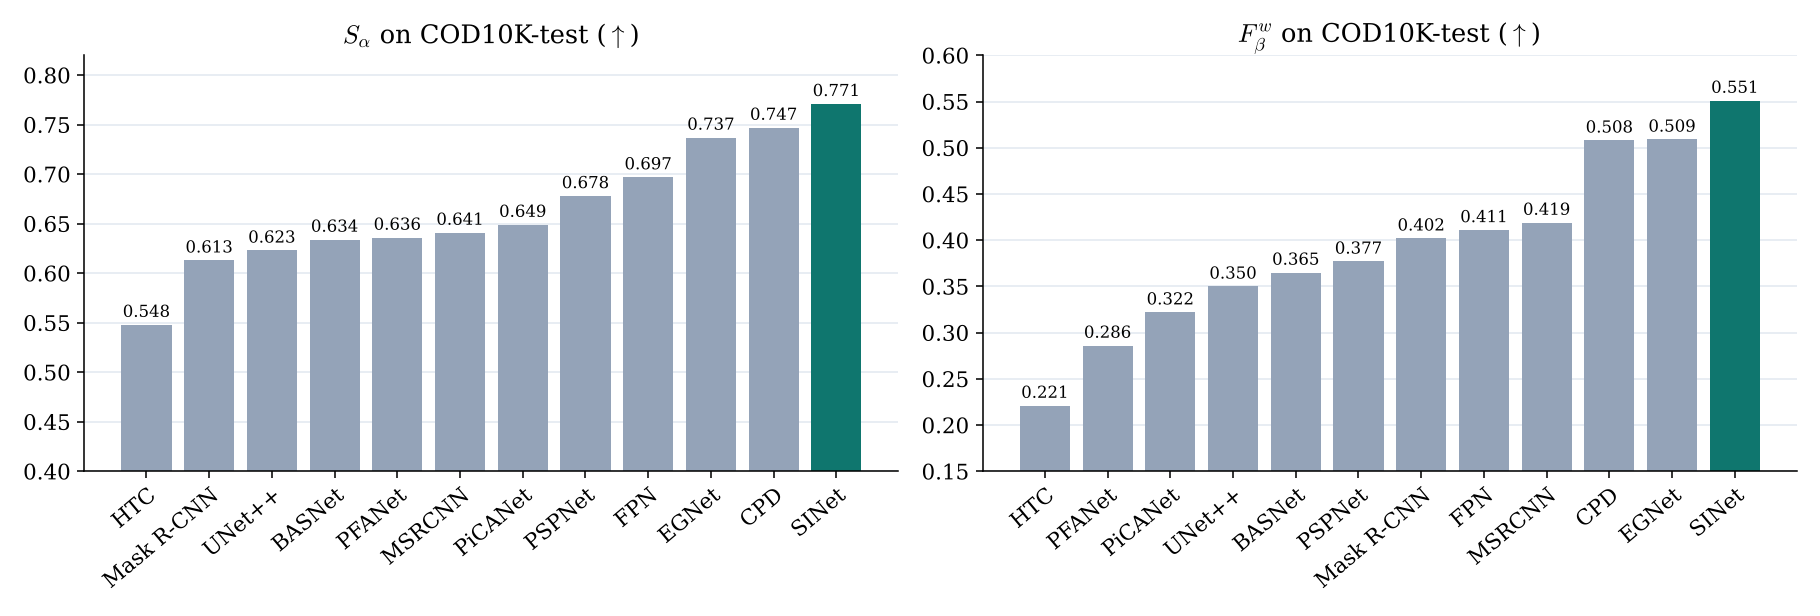 S_α on COD10K-test (↑)
0.80
0.75
0.70
0.65
0.60
0.55
0.50
0.45
0.40
0.548
0.613
0.623
0.634
0.636
0.641
0.649
0.678
0.697
0.737
0.747
0.771
HTC
Mask R-CNN
UNet++
BASNet
PFANet
MSRCNN
PiCANet
PSPNet
FPN
EGNet
CPD
SINet
F_β^w on COD10K-test (↑)
0.60
0.55
0.50
0.45
0.40
0.35
0.30
0.25
0.20
0.15
0.221
0.286
0.322
0.350
0.365
0.377
0.402
0.411
0.419
0.508
0.509
0.551
HTC
PFANet
PiCANet
UNet++
BASNet
PSPNet
Mask R-CNN
FPN
MSRCNN
CPD
EGNet
SINet